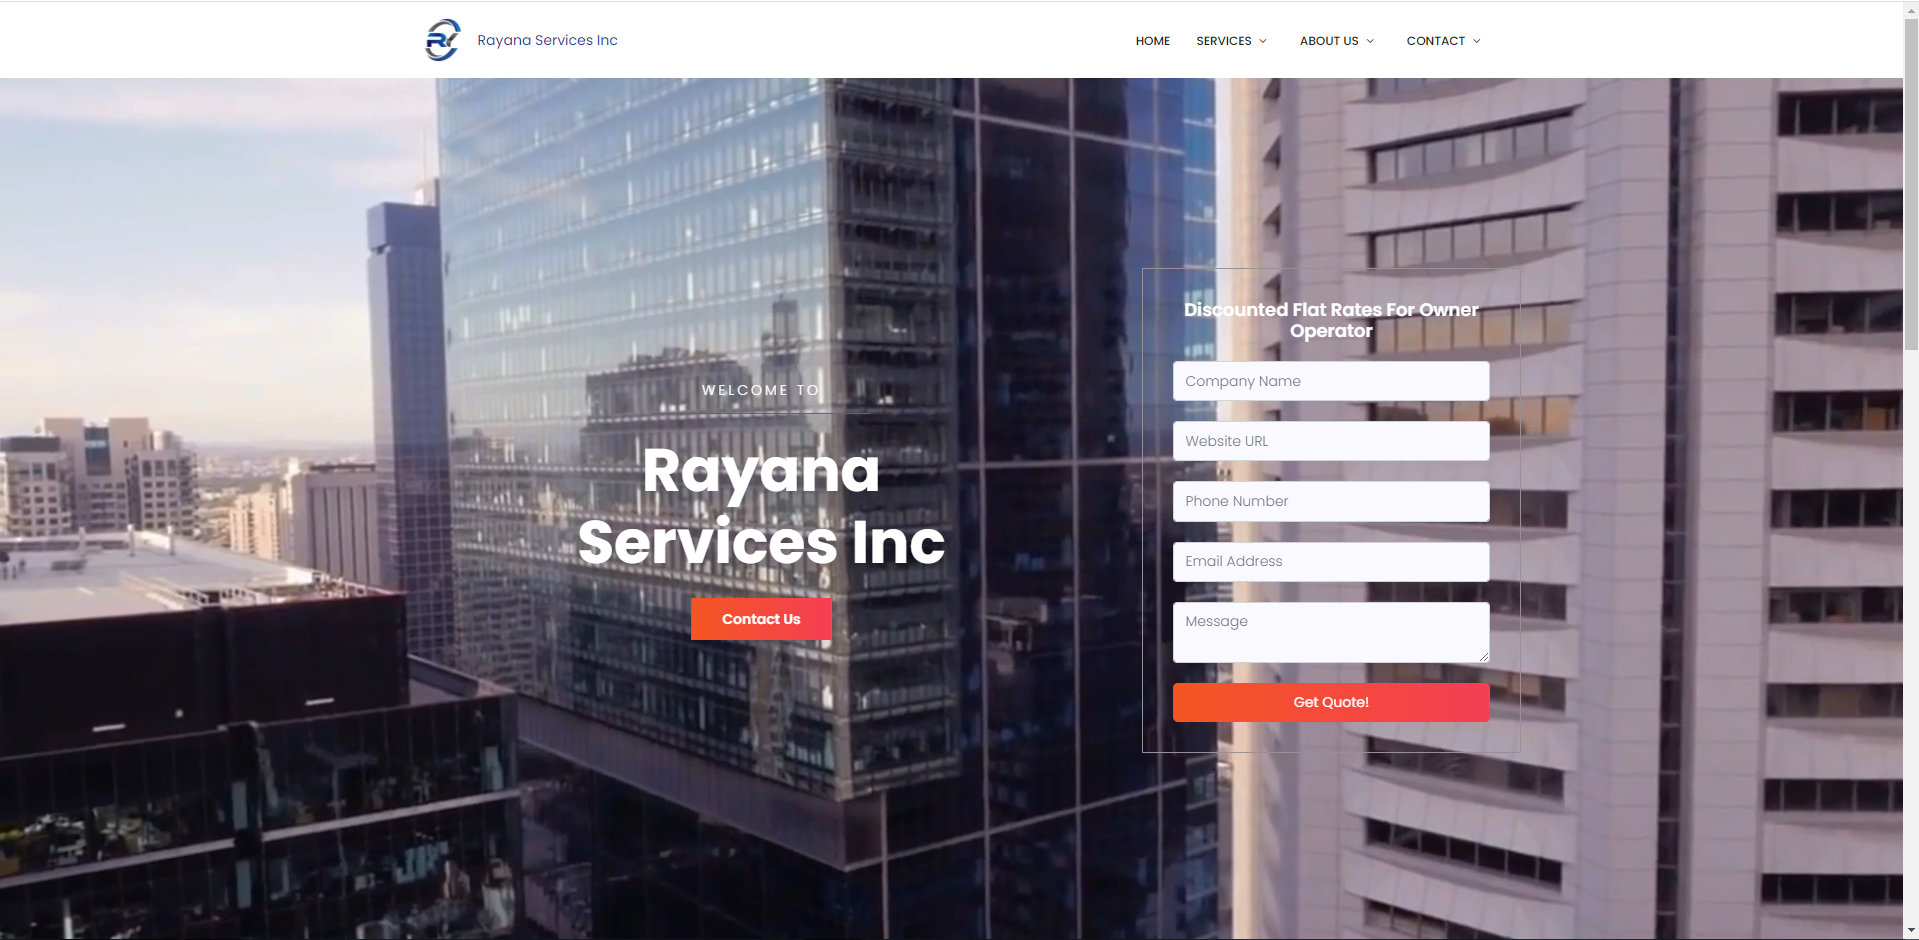 RY
Rayana Services Inc
HOME
SERVICES
ABOUT US
CONTACT
WELCOME TO
Rayana
Services Inc
Contact Us
Discounted Flat Rates For Owner
Operator
Company Name
Website URL
Phone Number
Email Address
Message
Get Quote!